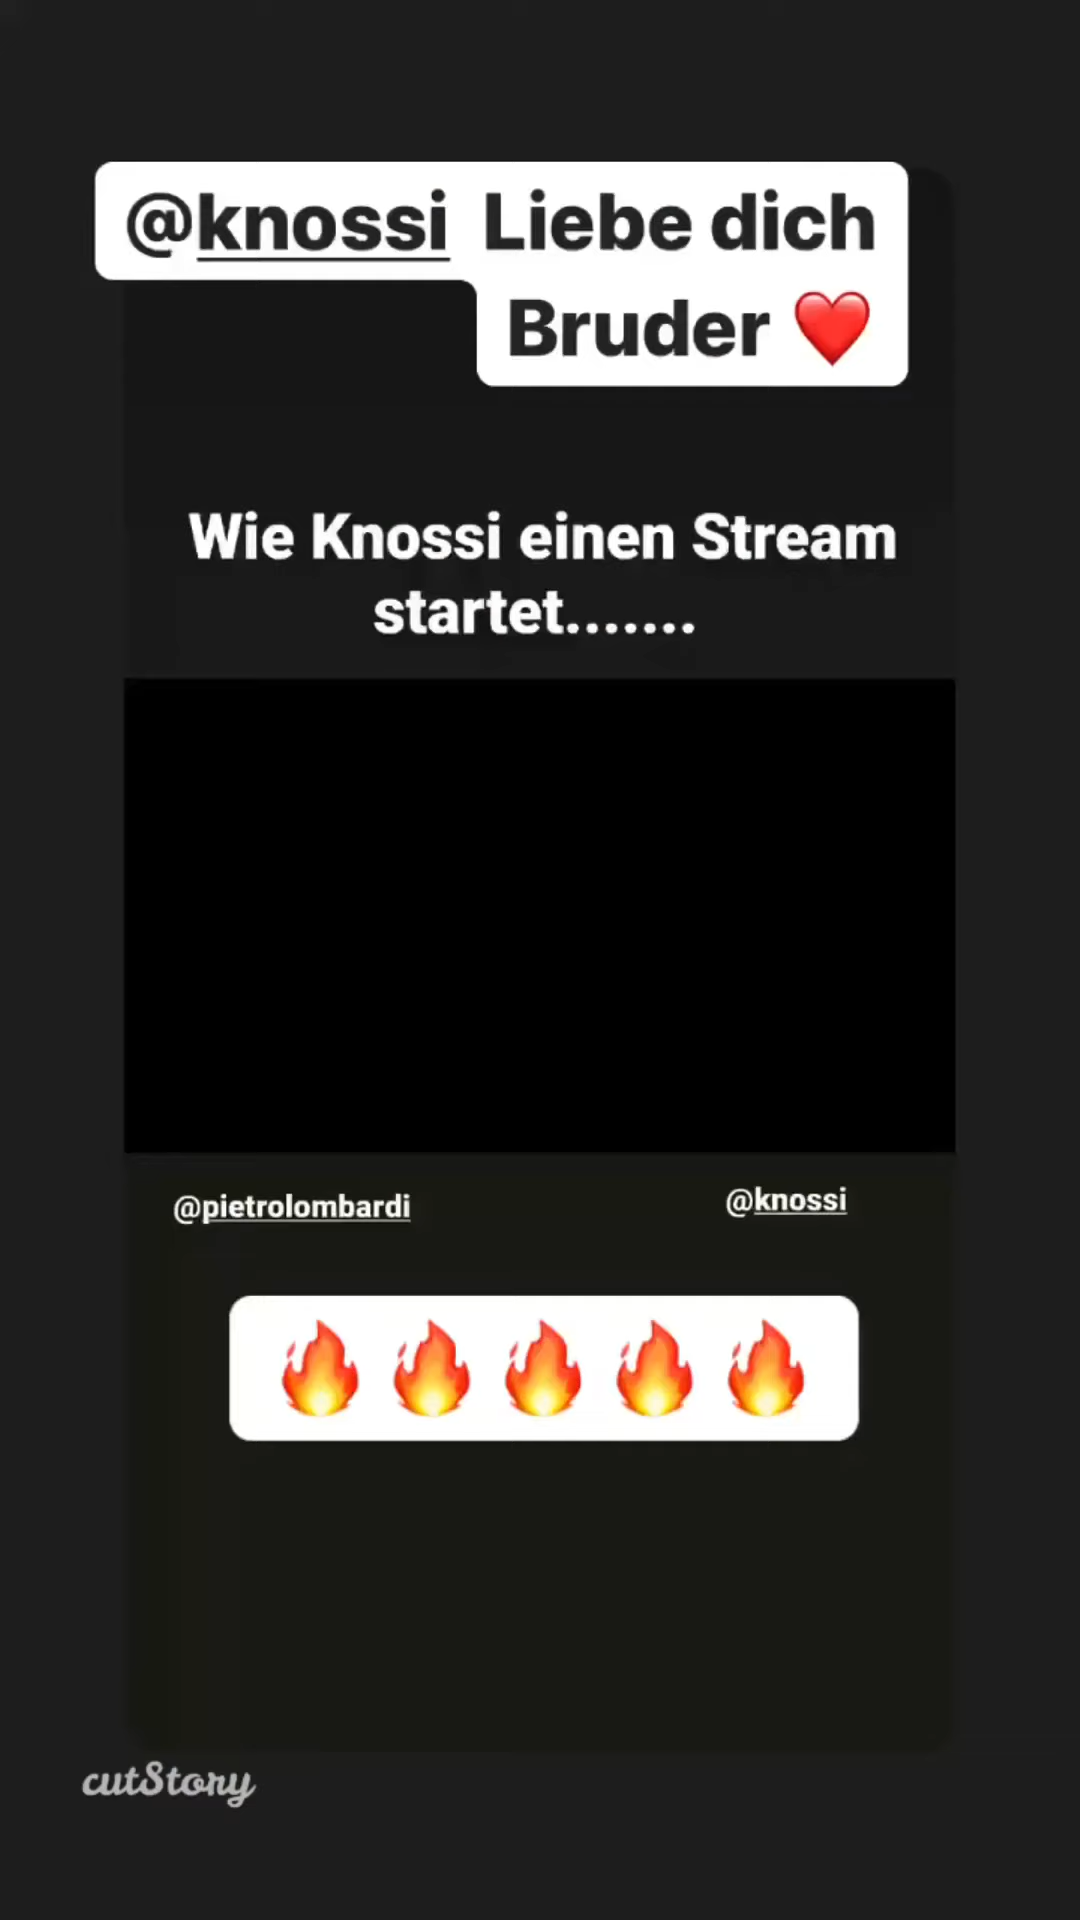 @knossi Liebe dich
Bruder ❤️
Wie Knossi einen Stream
startet.......
@pietrolombardi @knossi
🔥 🔥 🔥 🔥 🔥
cutStory